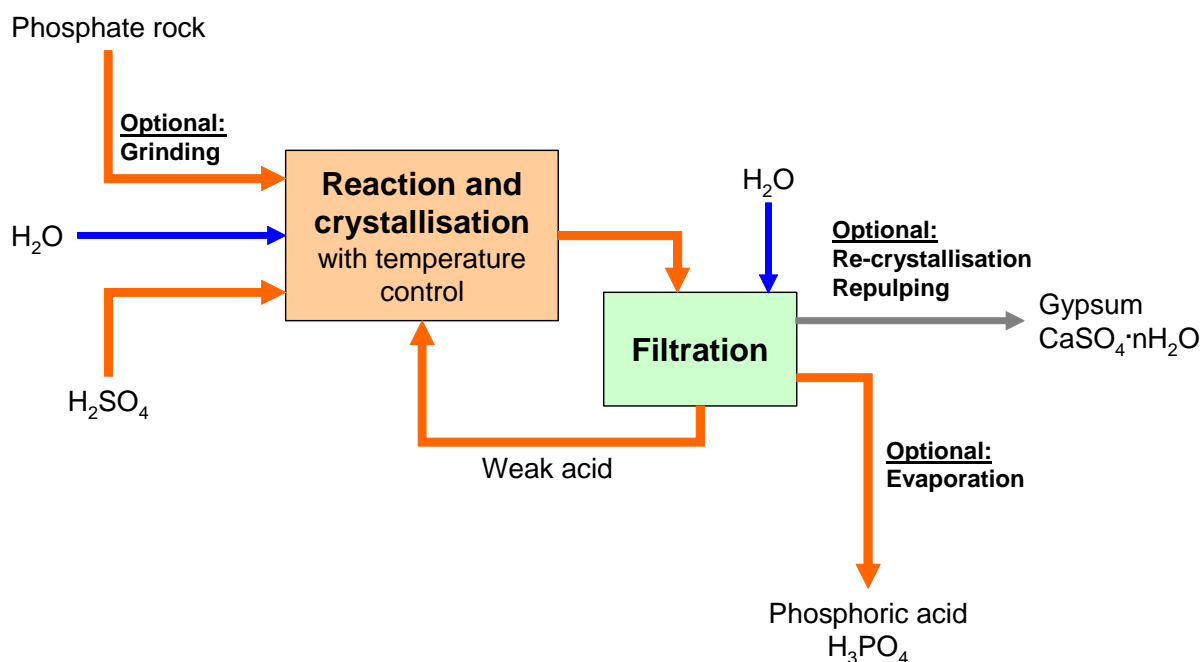 Phosphate rock
Optional:
Grinding
Reaction and
crystallisation
with temperature
control
H₂O
H₂O
Optional:
Re-crystallisation
Repulping
Gypsum
CaSO₄·nH₂O
Filtration
H₂SO₄
Weak acid
Optional:
Evaporation
Phosphoric acid
H₃PO₄